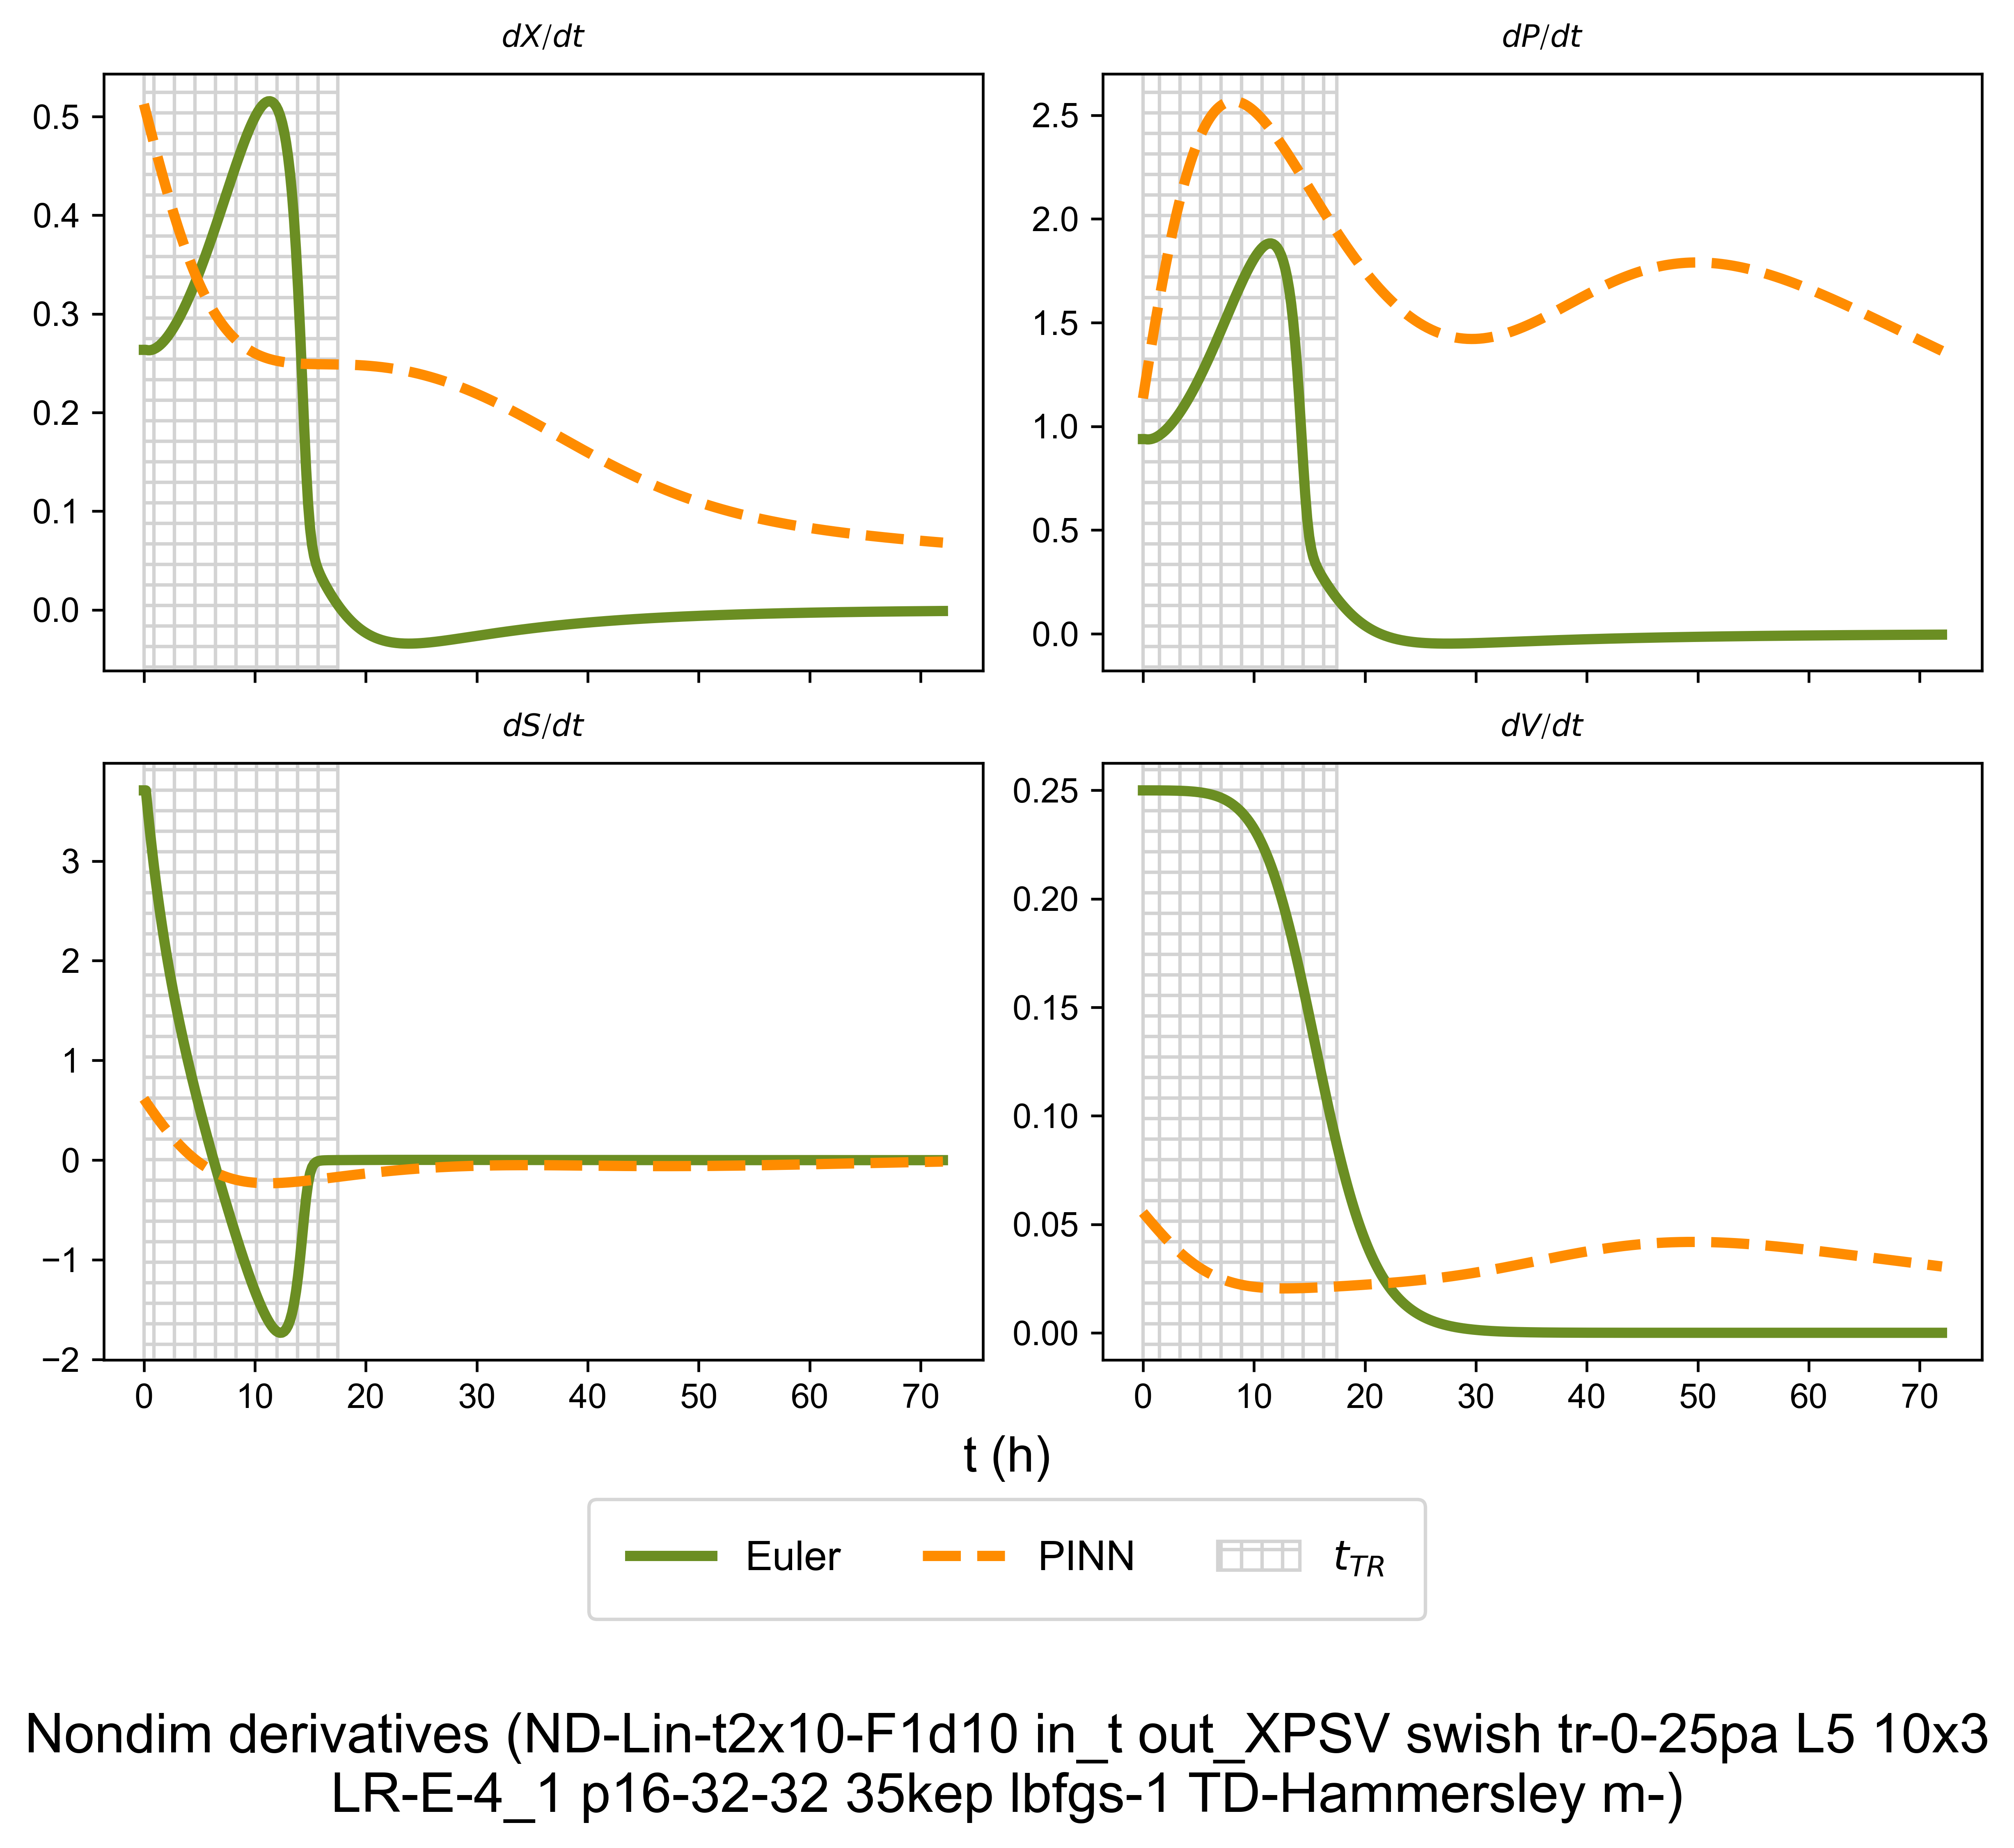 dX/dt
dP/dt
0.5
0.4
0.3
0.2
0.1
0.0
2.5
2.0
1.5
1.0
0.5
0.0
dS/dt
dV/dt
3
2
1
0
−1
−2
0.25
0.20
0.15
0.10
0.05
0.00
0 10 20 30 40 50 60 70
0 10 20 30 40 50 60 70
t (h)
Euler PINN t_TR
Nondim derivatives (ND-Lin-t2x10-F1d10 in_t out_XPSV swish tr-0-25pa L5 10x3
LR-E-4_1 p16-32-32 35kep lbfgs-1 TD-Hammersley m-)